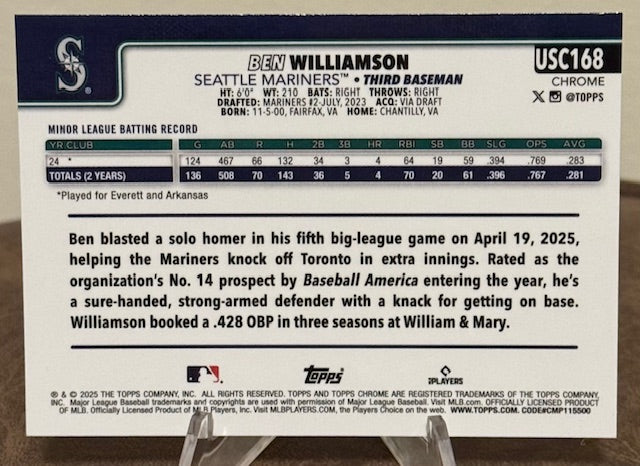 BEN WILLIAMSON
USC168
SEATTLE MARINERS™ • THIRD BASEMAN
CHROME
HT: 6'0" WT: 210 BATS: RIGHT THROWS: RIGHT
@TOPPS
DRAFTED: MARINERS #2-JULY, 2023 ACQ: VIA DRAFT
BORN: 11-5-00, FAIRFAX, VA HOME: CHANTILLY, VA
MINOR LEAGUE BATTING RECORD
YR CLUB G AB R H 2B 3B HR RBI SB BB SLG OPS AVG
24 * 124 467 66 132 34 3 4 64 19 59 .394 .769 .283
TOTALS (2 YEARS) 136 508 70 143 36 5 4 70 20 61 .396 .767 .281
*Played for Everett and Arkansas
Ben blasted a solo homer in his fifth big-league game on April 19, 2025,
helping the Mariners knock off Toronto in extra innings. Rated as the
organization's No. 14 prospect by Baseball America entering the year, he's
a sure-handed, strong-armed defender with a knack for getting on base.
Williamson booked a .428 OBP in three seasons at William & Mary.
Topps
PLAYERS
® & © 2025 THE TOPPS COMPANY, INC. ALL RIGHTS RESERVED. TOPPS AND TOPPS CHROME ARE REGISTERED TRADEMARKS OF THE TOPPS COMPANY,
INC. Major League Baseball trademarks and copyrights are used with permission of Major League Baseball. Visit MLB.com. OFFICIALLY LICENSED PRODUCT
OF MLB. Officially Licensed Product of MLB Players, Inc. Visit MLBPLAYERS.COM, the Players Choice on the web. WWW.TOPPS.COM. CODE#CMP115500